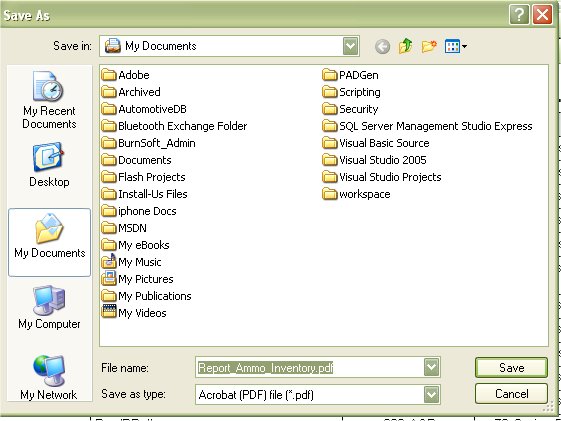 Save As
Save in:
My Documents
My Recent
Documents
Desktop
My Documents
My Computer
My Network
Adobe
Archived
AutomotiveDB
Bluetooth Exchange Folder
BurnSoft_Admin
Documents
Flash Projects
Install-Us Files
iphone Docs
MSDN
My eBooks
My Music
My Pictures
My Publications
My Videos
PADGen
Scripting
Security
SQL Server Management Studio Express
Visual Basic Source
Visual Studio 2005
Visual Studio Projects
workspace
File name:
Report_Ammo_Inventory.pdf
Save
Save as type:
Acrobat (PDF) file (*.pdf)
Cancel